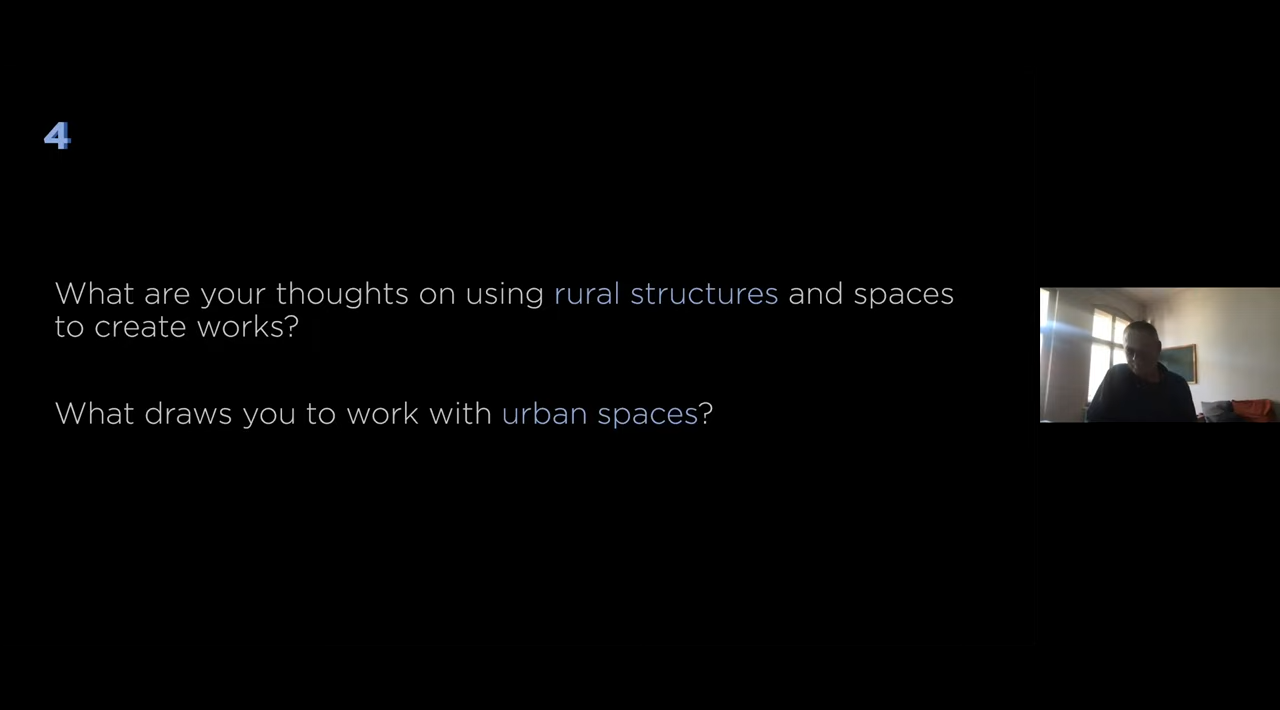 4
What are your thoughts on using rural structures and spaces
to create works?
What draws you to work with urban spaces?